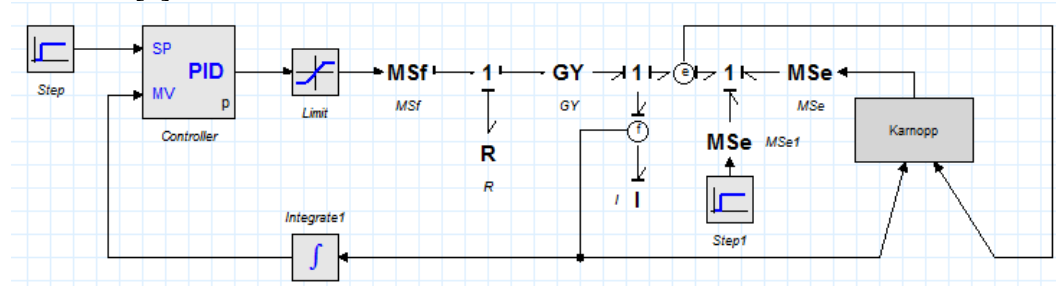 SP
PID
MV
p
Step
Controller
Limit
MSf
MSf
1
R
R
GY
GY
1
f
I
I
e
1
MSe
MSe
MSe
MSe1
Step1
Karnopp
Integrate1
∫